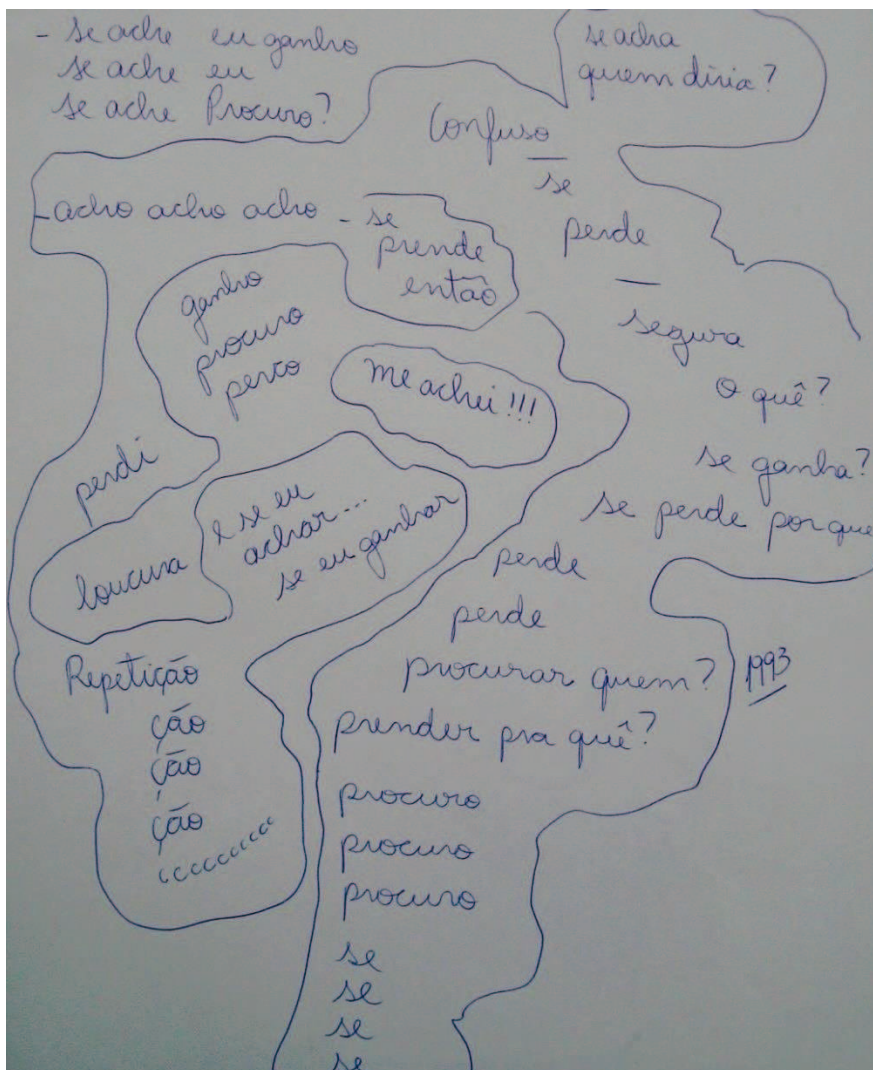 - se ache eu ganho
se ache eu
se ache Procuro?
se acha
quem diria?
Confuso
se
perde
segura
O quê?
se ganha?
se perde porque
- acho acho acho - se
prende
então
ganho
procuro
perco
me achei!!!
perdi
loucura
e se eu
achar...
se eu ganhar
Repetição
ção
ção
ção
ccccccccc
perde
perde
procurar quem?
prender pra quê?
procuro
procuro
procuro
se
se
se
se
1993